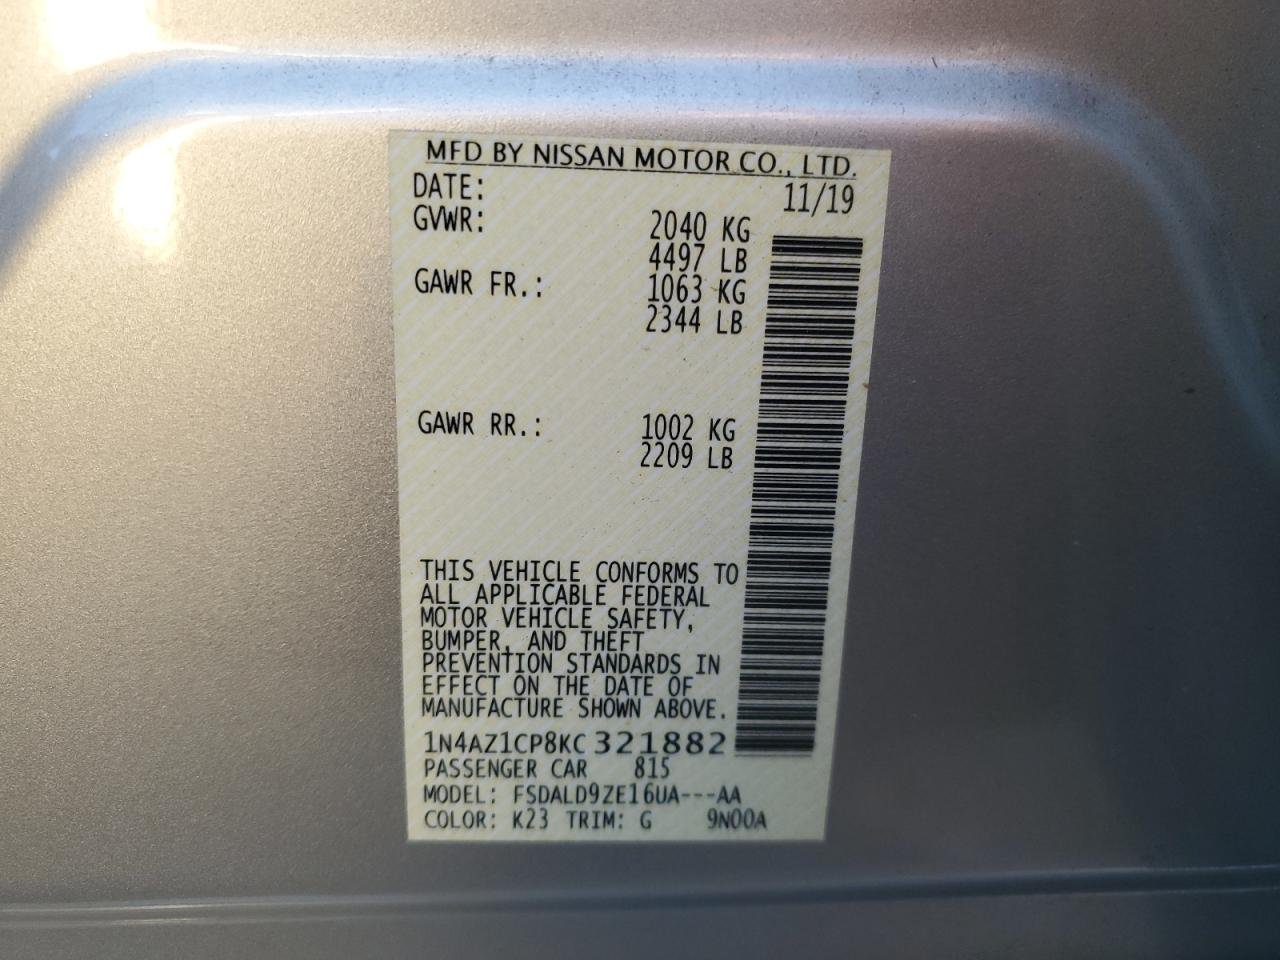 MFD BY NISSAN MOTOR CO., LTD.
DATE: 11/19
GVWR: 2040 KG
4497 LB
GAWR FR.: 1063 KG
2344 LB
GAWR RR.: 1002 KG
2209 LB
THIS VEHICLE CONFORMS TO
ALL APPLICABLE FEDERAL
MOTOR VEHICLE SAFETY,
BUMPER, AND THEFT
PREVENTION STANDARDS IN
EFFECT ON THE DATE OF
MANUFACTURE SHOWN ABOVE.
1N4AZ1CP8KC321882
PASSENGER CAR 815
MODEL: FSDALD9ZE16UA---AA
COLOR: K23 TRIM: G 9N00A